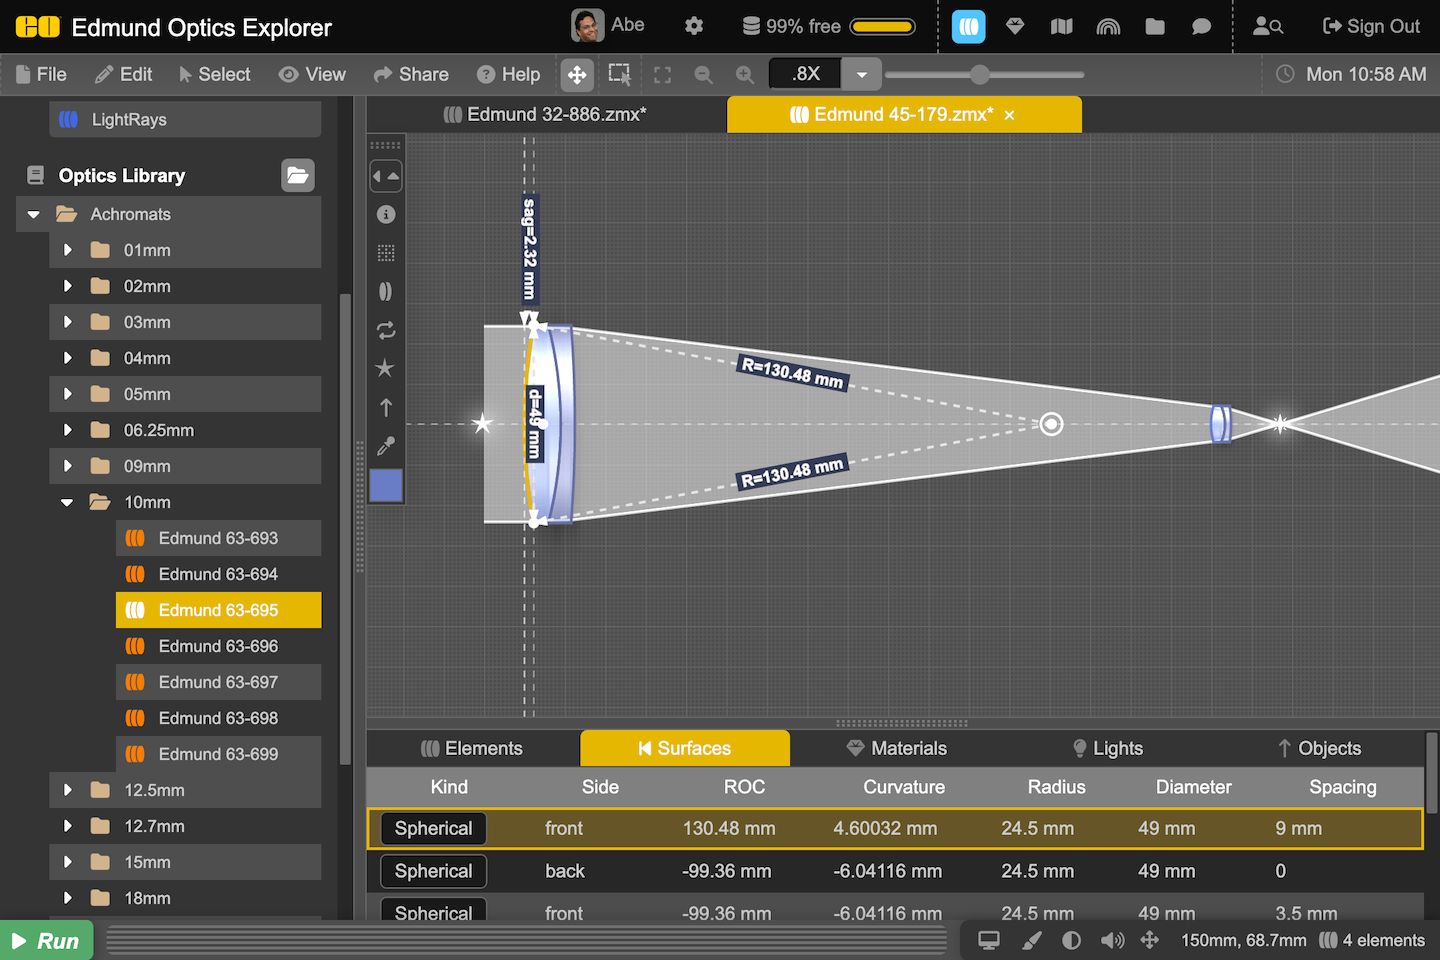 Edmund Optics Explorer
Abe
99% free
Sign Out
File Edit Select View Share Help .8X Mon 10:58 AM
LightRays
Optics Library
Achromats
01mm
02mm
03mm
04mm
05mm
06.25mm
09mm
10mm
Edmund 63-693
Edmund 63-694
Edmund 63-695
Edmund 63-696
Edmund 63-697
Edmund 63-698
Edmund 63-699
12.5mm
12.7mm
15mm
18mm
Edmund 32-886.zmx*
Edmund 45-179.zmx* ×
sag=2.32 mm
d=49 mm
R=130.48 mm
R=130.48 mm
Elements Surfaces Materials Lights Objects
Kind Side ROC Curvature Radius Diameter Spacing
Spherical front 130.48 mm 4.60032 mm 24.5 mm 49 mm 9 mm
Spherical back -99.36 mm -6.04116 mm 24.5 mm 49 mm 0
Spherical front -99.36 mm -6.04116 mm 24.5 mm 49 mm 3.5 mm
Run
150mm, 68.7mm
4 elements